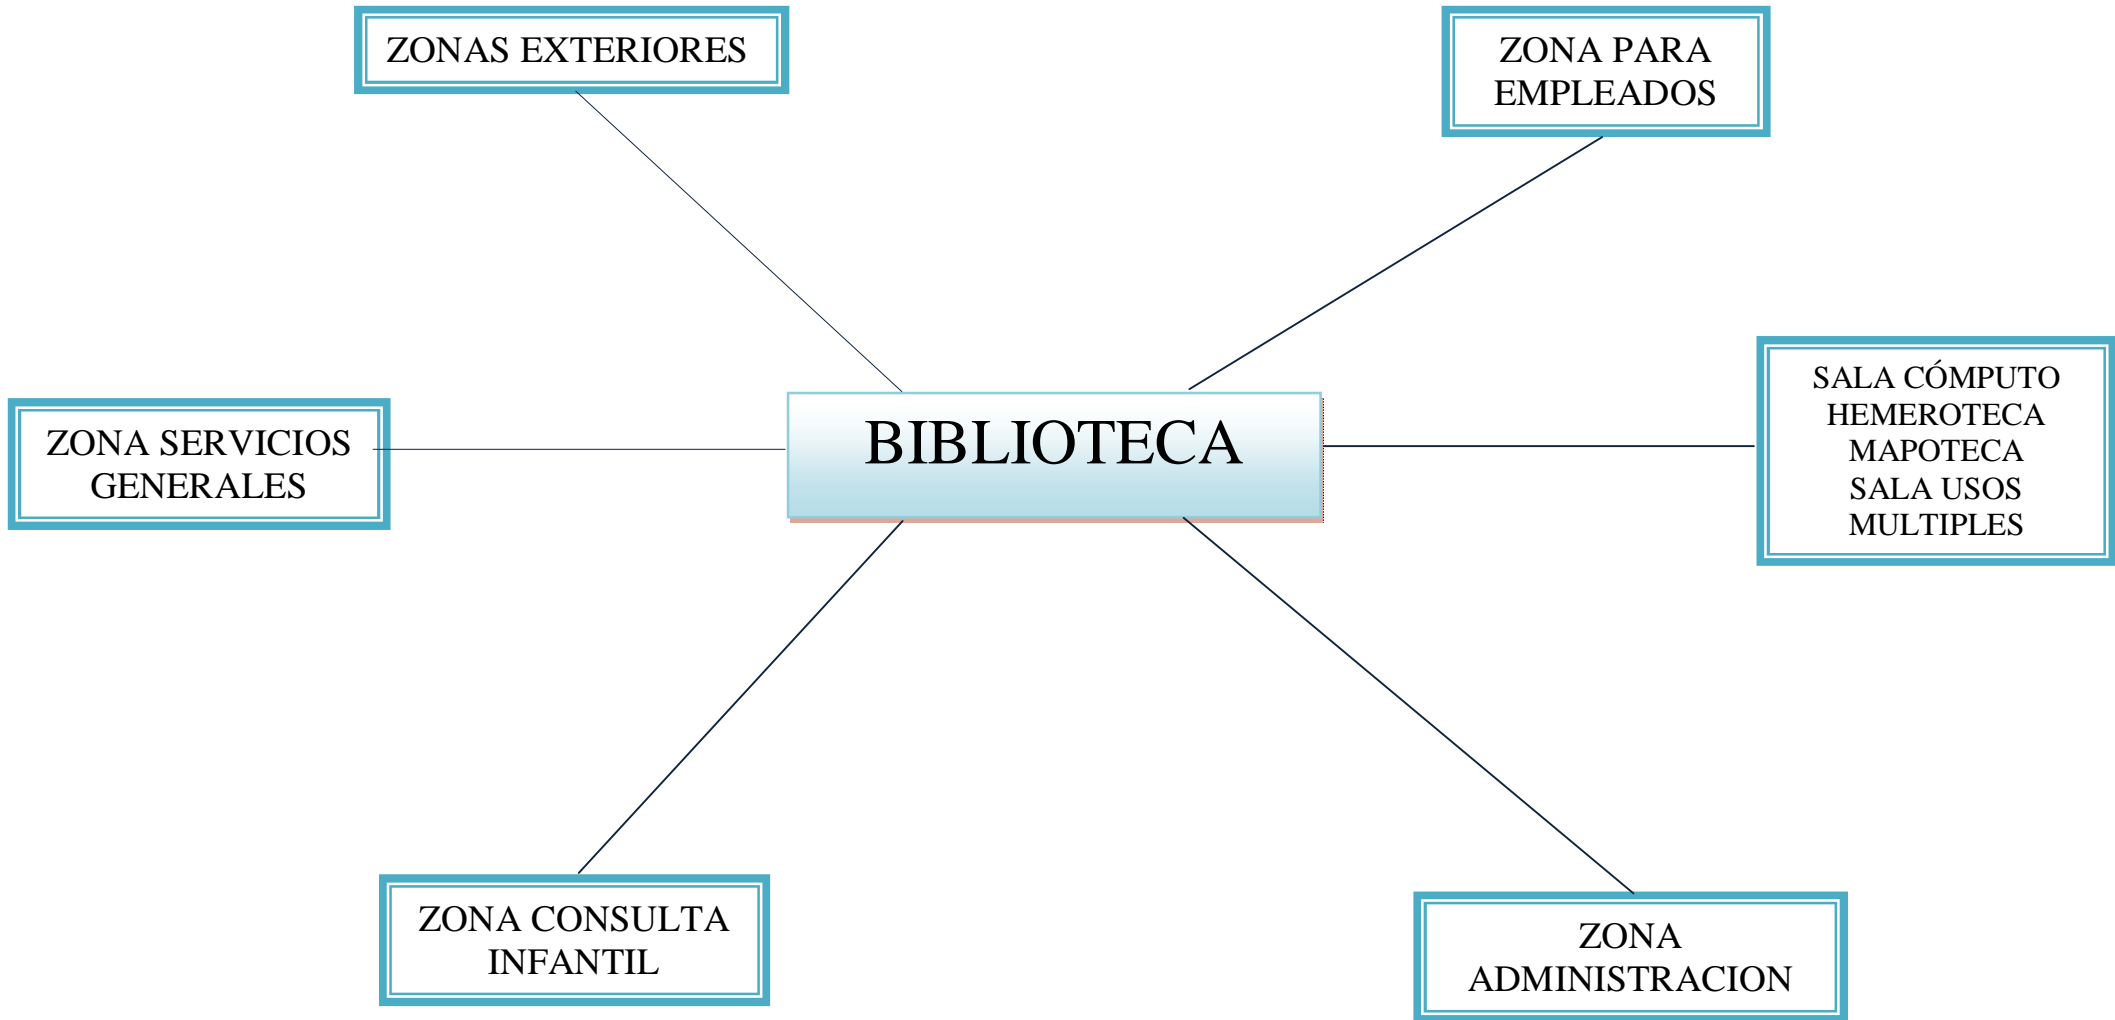 ZONAS EXTERIORES
ZONA PARA
EMPLEADOS
SALA CÓMPUTO
HEMEROTECA
MAPOTECA
SALA USOS
MULTIPLES
BIBLIOTECA
ZONA SERVICIOS
GENERALES
ZONA CONSULTA
INFANTIL
ZONA
ADMINISTRACION